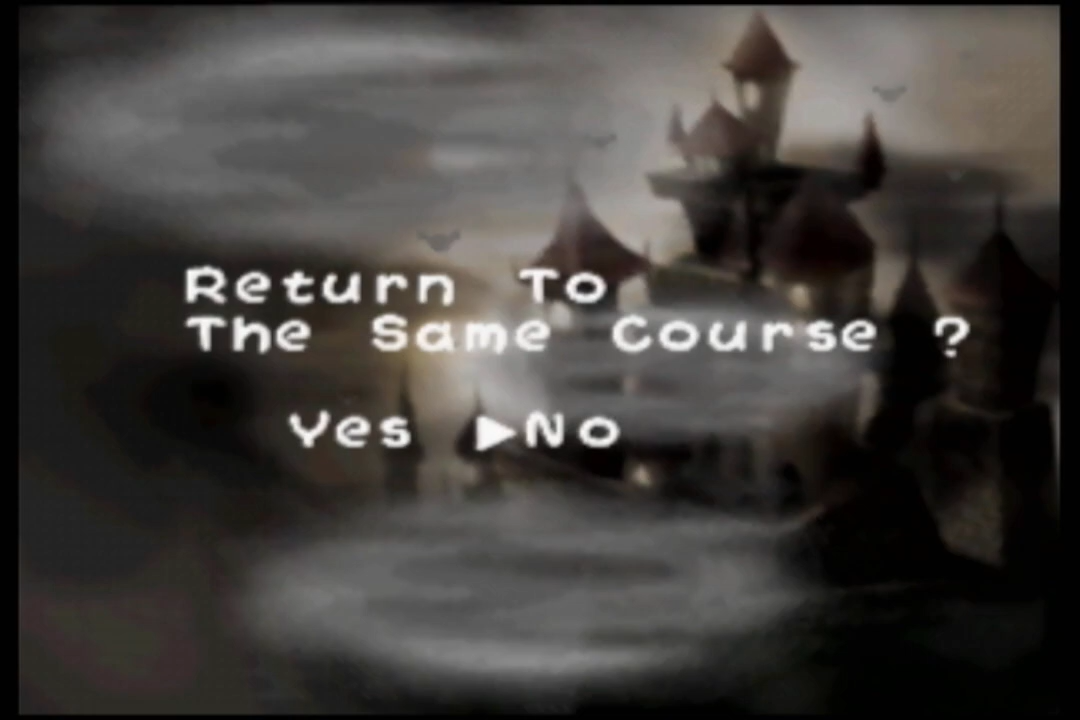 Return To
The Same Course ?
Yes ▶No